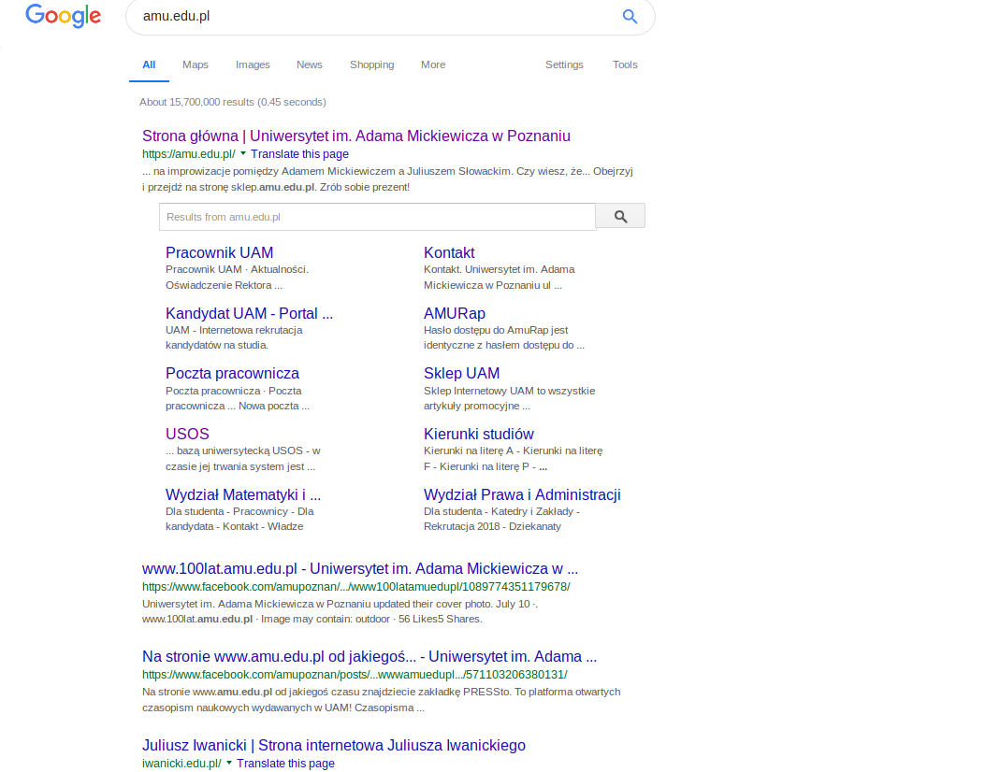 Google
amu.edu.pl
All Maps Images News Shopping More Settings Tools
About 15,700,000 results (0.45 seconds)
Strona główna | Uniwersytet im. Adama Mickiewicza w Poznaniu
https://amu.edu.pl/ Translate this page
... na improwizacje pomiędzy Adamem Mickiewiczem a Juliuszem Słowackim. Czy wiesz, że... Obejrzyj
i przejdź na stronę sklep.amu.edu.pl. Zrób sobie prezent!
Results from amu.edu.pl
Pracownik UAM
Pracownik UAM · Aktualności.
Oświadczenie Rektora ...
Kontakt
Kontakt. Uniwersytet im. Adama
Mickiewicza w Poznaniu ul ...
Kandydat UAM - Portal ...
UAM - Internetowa rekrutacja
kandydatów na studia.
AMURap
Hasło dostępu do AmuRap jest
identyczne z hasłem dostępu do ...
Poczta pracownicza
Poczta pracownicza · Poczta
pracownicza ... Nowa poczta ...
Sklep UAM
Sklep Internetowy UAM to wszystkie
artykuły promocyjne ...
USOS
... bazą uniwersytecką USOS - w
czasie jej trwania system jest ...
Kierunki studiów
Kierunki na literę A - Kierunki na literę
F - Kierunki na literę P - ...
Wydział Matematyki i ...
Dla studenta - Pracownicy - Dla
kandydata - Kontakt - Władze
Wydział Prawa i Administracji
Dla studenta - Katedry i Zakłady -
Rekrutacja 2018 - Dziekanaty
www.100lat.amu.edu.pl - Uniwersytet im. Adama Mickiewicza w ...
https://www.facebook.com/amupoznan/.../www100latamuedupl/1089774351179678/
Uniwersytet im. Adama Mickiewicza w Poznaniu updated their cover photo. July 10 ·.
www.100lat.amu.edu.pl · Image may contain: outdoor · 56 Likes5 Shares.
Na stronie www.amu.edu.pl od jakiegoś... - Uniwersytet im. Adama ...
https://www.facebook.com/amupoznan/posts/...wwwamuedupl.../571103206380131/
Na stronie www.amu.edu.pl od jakiegoś czasu znajdziecie zakładkę PRESSto. To platforma otwartych
czasopism naukowych wydawanych w UAM! Czasopisma ...
Juliusz Iwanicki | Strona internetowa Juliusza Iwanickiego
iwanicki.edu.pl/ Translate this page